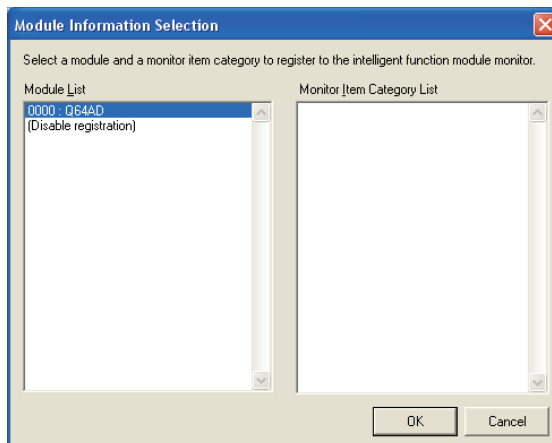 Module Information Selection
Select a module and a monitor item category to register to the intelligent function module monitor.
Module List
Monitor Item Category List
0000 : Q64AD
(Disable registration)
OK
Cancel